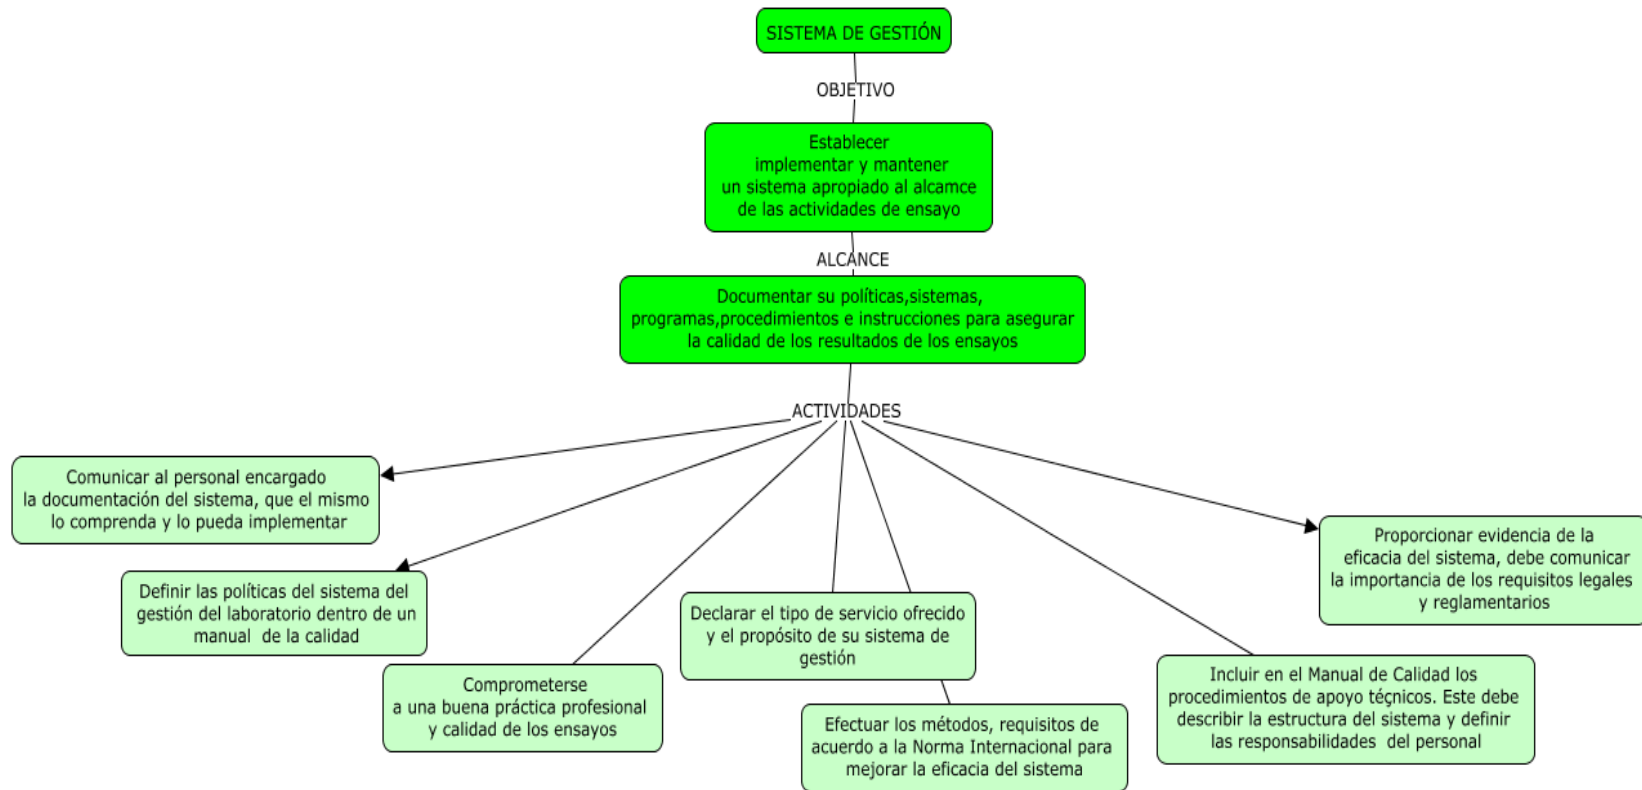 SISTEMA DE GESTIÓN
OBJETIVO
Establecer
implementar y mantener
un sistema apropiado al alcamce
de las actividades de ensayo
ALCANCE
Documentar su políticas,sistemas,
programas,procedimientos e instrucciones para asegurar
la calidad de los resultados de los ensayos
ACTIVIDADES
Comunicar al personal encargado
la documentación del sistema, que el mismo
lo comprenda y lo pueda implementar
Definir las políticas del sistema del
gestión del laboratorio dentro de un
manual de la calidad
Comprometerse
a una buena práctica profesional
y calidad de los ensayos
Declarar el tipo de servicio ofrecido
y el propósito de su sistema de
gestión
Efectuar los métodos, requisitos de
acuerdo a la Norma Internacional para
mejorar la eficacia del sistema
Incluir en el Manual de Calidad los
procedimientos de apoyo téçnicos. Este debe
describir la estructura del sistema y definir
las responsabilidades del personal
Proporcionar evidencia de la
eficacia del sistema, debe comunicar
la importancia de los requisitos legales
y reglamentarios